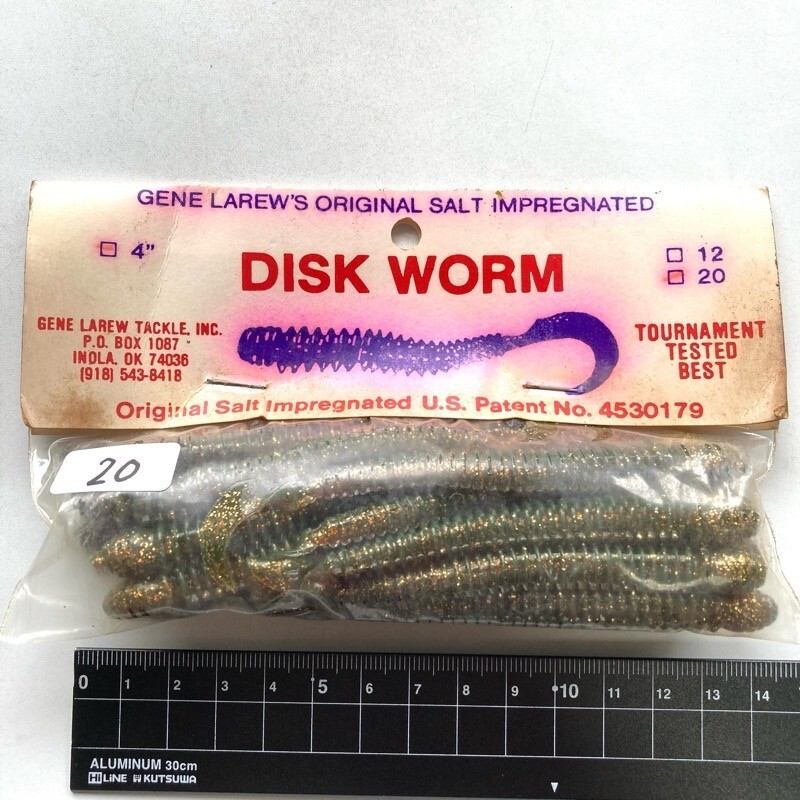 GENE LAREW'S ORIGINAL SALT IMPREGNATED
4"
DISK WORM
12
20
GENE LAREW TACKLE, INC.
P.O. BOX 1087
INOLA, OK 74036
(918) 543-8418
TOURNAMENT
TESTED
BEST
Original Salt Impregnated U.S. Patent No. 4530179
20
0 1 2 3 4 5 6 7 8 9 10 11 12 13 14
ALUMINUM 30cm
HiLiNE KUTSUWA